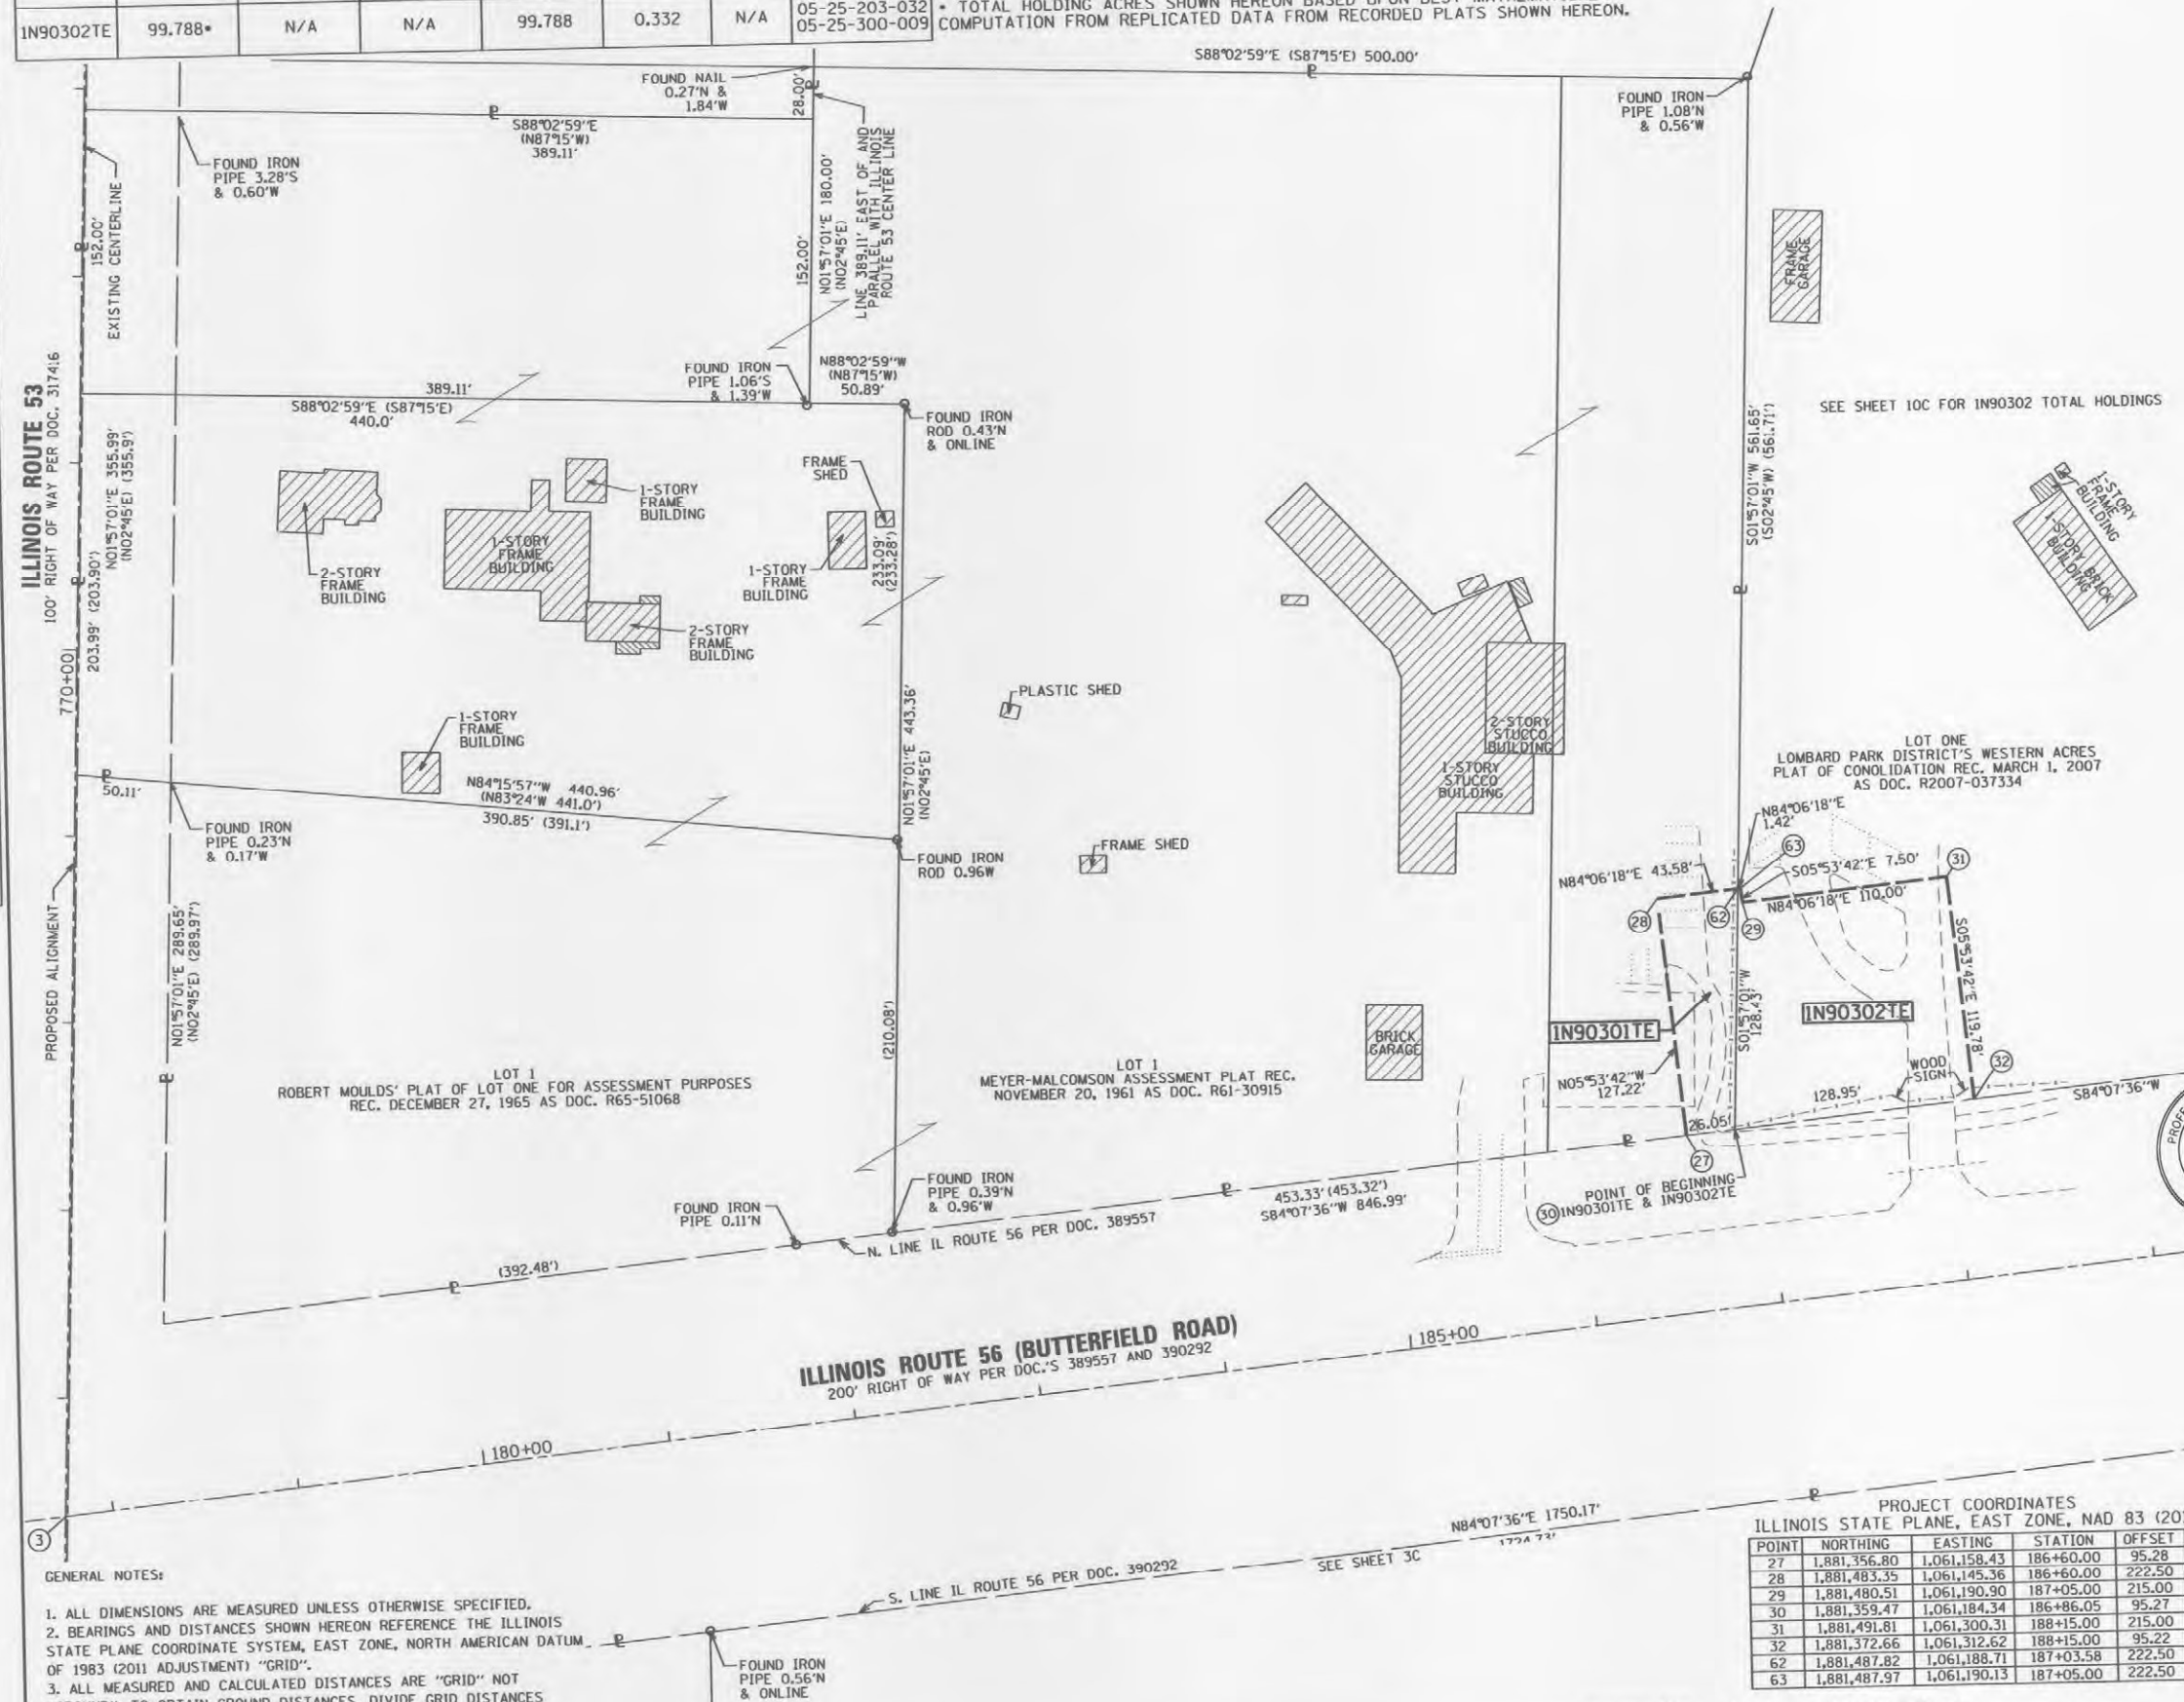 1N90302TE 99.788• N/A N/A 99.788 0.332 N/A 05-25-203-032
05-25-300-009
• TOTAL HOLDING ACRES SHOWN HEREON BASED UPON BEST
COMPUTATION FROM REPLICATED DATA FROM RECORDED PLATS SHOWN HEREON.
S88°02'59"E (S87°15'E) 500.00'
FOUND NAIL
0.27'N &
1.84'W
28.00'
FOUND IRON
PIPE 1.08'N
& 0.56'W
S88°02'59"E
(N87°15'W)
389.11'
FOUND IRON
PIPE 3.28'S
& 0.60'W
EXISTING CENTERLINE
152.00'
152.00'
N01°57'01"E 180.00'
(N02°45'E)
LINE 389.11' EAST OF AND
PARALLEL WITH ILLINOIS
ROUTE 53 CENTER LINE
FRAME
GARAGE
ILLINOIS ROUTE 53
100' RIGHT OF WAY PER DOC. 317416
N01°57'01"E 355.99'
(N02°45'E) (355.9')
203.99' (203.90')
770+00
389.11'
S88°02'59"E (S87°15'E)
440.0'
FOUND IRON
PIPE 1.06'S
& 1.39'W
N88°02'59"W
(N87°15'W)
50.89'
FOUND IRON
ROD 0.43'N
& ONLINE
SEE SHEET 10C FOR 1N90302 TOTAL HOLDINGS
S01°57'01"W 561.65'
(S02°45'W) (561.71')
FRAME
SHED
1-STORY
FRAME
BUILDING
1-STORY
FRAME
BUILDING
2-STORY
FRAME
BUILDING
1-STORY
FRAME
BUILDING
2-STORY
FRAME
BUILDING
233.09'
(233.28')
1-STORY
FRAME
BUILDING
1-STORY BRICK
BUILDING
PLASTIC SHED
1-STORY
FRAME
BUILDING
N01°57'01"E 443.36'
(N02°45'E)
2-STORY
STUCCO
BUILDING
1-STORY
STUCCO
BUILDING
LOT ONE
LOMBARD PARK DISTRICT'S WESTERN ACRES
PLAT OF CONOLIDATION REC. MARCH 1, 2007
AS DOC. R2007-037334
50.11'
N84°15'57"W 440.96'
(N83°24'W 441.0')
390.85' (391.1')
FOUND IRON
PIPE 0.23'N
& 0.17'W
FOUND IRON
ROD 0.96W
FRAME SHED
N84°06'18"E
1.42'
63
S05°53'42"E 7.50'
31
N84°06'18"E 43.58'
N84°06'18"E 110.00'
28
62
29
PROPOSED ALIGNMENT
N01°57'01"E 289.65'
(N02°45'E) (289.97')
(210.08')
S05°53'42"E 119.78'
S01°57'01"W
128.43'
1N90301TE
1N90302TE
BRICK
GARAGE
LOT 1
ROBERT MOULDS' PLAT OF LOT ONE FOR ASSESSMENT PURPOSES
REC. DECEMBER 27, 1965 AS DOC. R65-51068
LOT 1
MEYER-MALCOMSON ASSESSMENT PLAT REC.
NOVEMBER 20, 1961 AS DOC. R61-30915
N05°53'42"W
127.22'
WOOD
SIGN
32
128.95'
S84°07'36"W
26.05'
27
POINT OF BEGINNING
30 1N90301TE & 1N90302TE
FOUND IRON
PIPE 0.39'N
& 0.96'W
FOUND IRON
PIPE 0.11'N
453.33' (453.32')
S84°07'36"W 846.99'
N. LINE IL ROUTE 56 PER DOC. 389557
(392.48')
ILLINOIS ROUTE 56 (BUTTERFIELD ROAD)
200' RIGHT OF WAY PER DOC.'S 389557 AND 390292
185+00
180+00
3
N84°07'36"E 1750.17'
SEE SHEET 3C
S. LINE IL ROUTE 56 PER DOC. 390292
FOUND IRON
PIPE 0.56'N
& ONLINE
GENERAL NOTES:
1. ALL DIMENSIONS ARE MEASURED UNLESS OTHERWISE SPECIFIED.
2. BEARINGS AND DISTANCES SHOWN HEREON REFERENCE THE ILLINOIS
STATE PLANE COORDINATE SYSTEM, EAST ZONE, NORTH AMERICAN DATUM
OF 1983 (2011 ADJUSTMENT) "GRID".
3. ALL MEASURED AND CALCULATED DISTANCES ARE "GRID" NOT
TO OBTAIN GROUND DISTANCES, DIVIDE GRID DISTANCES
PROJECT COORDINATES
ILLINOIS STATE PLANE, EAST ZONE, NAD 83 (20
POINT NORTHING EASTING STATION OFFSET
27 1,881,356.80 1,061,158.43 186+60.00 95.28
28 1,881,483.35 1,061,145.36 186+60.00 222.50
29 1,881,480.51 1,061,190.90 187+05.00 215.00
30 1,881,359.47 1,061,184.34 186+86.05 95.27
31 1,881,491.81 1,061,300.31 188+15.00 215.00
32 1,881,372.66 1,061,312.62 188+15.00 95.22
62 1,881,487.82 1,061,188.71 187+03.58 222.50
63 1,881,487.97 1,061,190.13 187+05.00 222.50